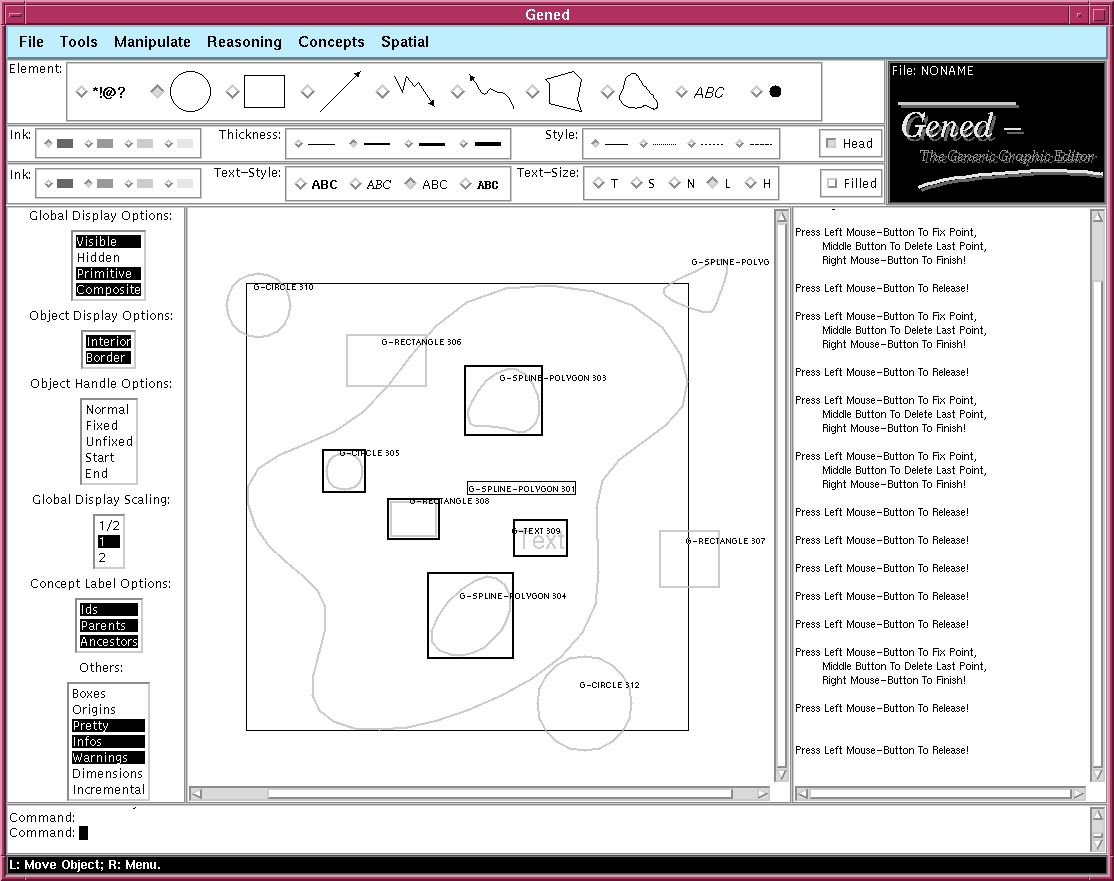 Gened
File Tools Manipulate Reasoning Concepts Spatial
Element: *!@? ABC
File: NONAME
Gened –
The Generic Graphic Editor
Ink: Thickness: Style: Head
Ink: Text-Style: ABC ABC ABC ABC Text-Size: T S N L H Filled
Global Display Options:
Visible
Hidden
Primitive
Composite
Object Display Options:
Interior
Border
Object Handle Options:
Normal
Fixed
Unfixed
Start
End
Global Display Scaling:
1/2
1
2
Concept Label Options:
Ids
Parents
Ancestors
Others:
Boxes
Origins
Pretty
Infos
Warnings
Dimensions
Incremental
G-SPLINE-POLYG
G-CIRCLE 310
G-RECTANGLE 306
G-SPLINE-POLYGON 303
G-CIRCLE 305
G-SPLINE-POLYGON 301
G-RECTANGLE 308
G-TEXT 309
Text
G-RECTANGLE 307
G-SPLINE-POLYGON 304
G-CIRCLE 312
Press Left Mouse-Button To Fix Point,
Middle Button To Delete Last Point,
Right Mouse-Button To Finish!
Press Left Mouse-Button To Release!
Press Left Mouse-Button To Fix Point,
Middle Button To Delete Last Point,
Right Mouse-Button To Finish!
Press Left Mouse-Button To Release!
Press Left Mouse-Button To Fix Point,
Middle Button To Delete Last Point,
Right Mouse-Button To Finish!
Press Left Mouse-Button To Fix Point,
Middle Button To Delete Last Point,
Right Mouse-Button To Finish!
Press Left Mouse-Button To Release!
Press Left Mouse-Button To Release!
Press Left Mouse-Button To Release!
Press Left Mouse-Button To Release!
Press Left Mouse-Button To Release!
Press Left Mouse-Button To Fix Point,
Middle Button To Delete Last Point,
Right Mouse-Button To Finish!
Press Left Mouse-Button To Release!
Press Left Mouse-Button To Release!
Command:
Command:
L: Move Object; R: Menu.